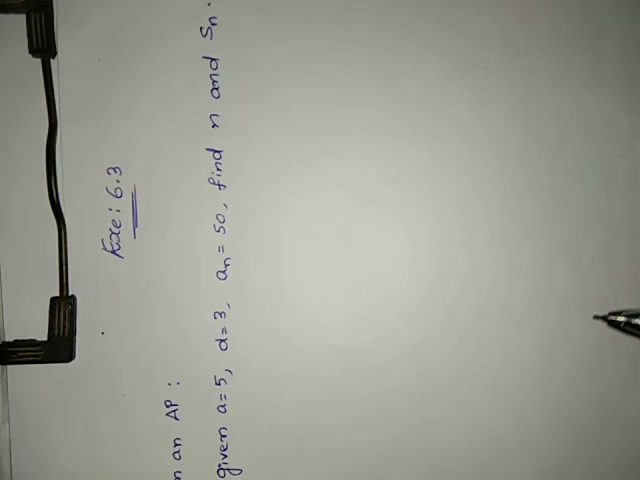 Exe: 6.3
n an AP:
given a=5, d=3, an=50, find n and Sn.